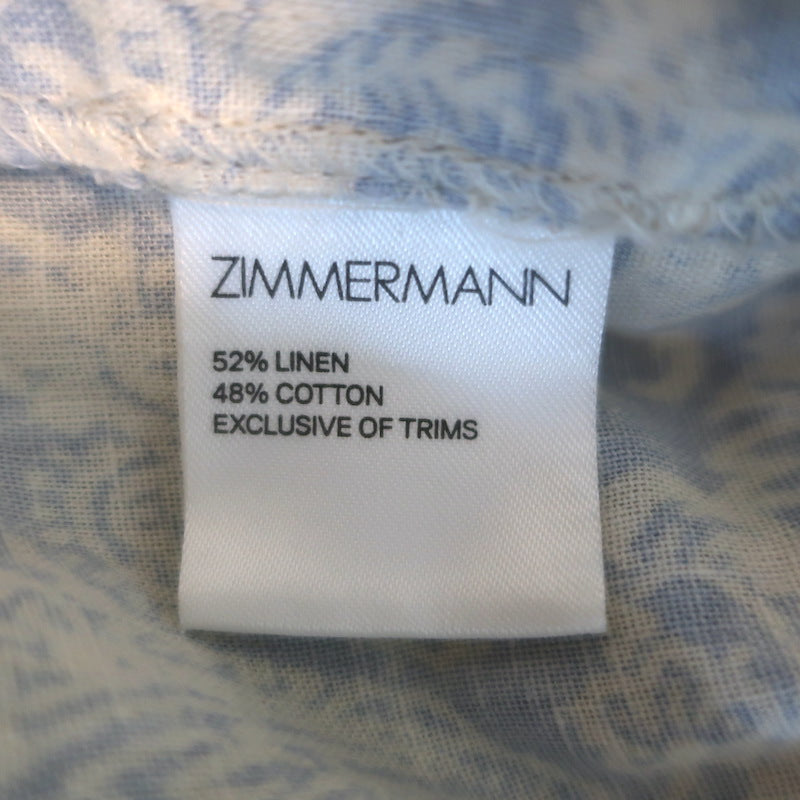 ZIMMERMANN
52% LINEN
48% COTTON
EXCLUSIVE OF TRIMS